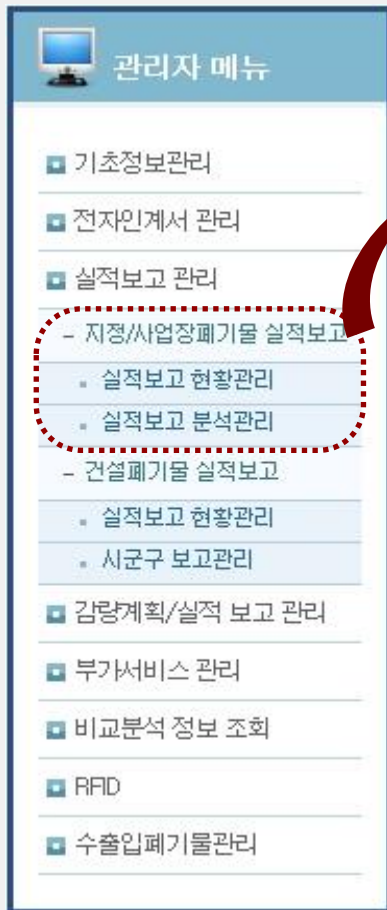 관리자 메뉴
기초정보관리
전자인계서 관리
실적보고 관리
- 지정/사업장폐기물 실적보고
실적보고 현황관리
실적보고 분석관리
- 건설폐기물 실적보고
실적보고 현황관리
시군구 보고관리
감량계획/실적 보고 관리
부가서비스 관리
비교분석 정보 조회
RFID
수출입폐기물관리